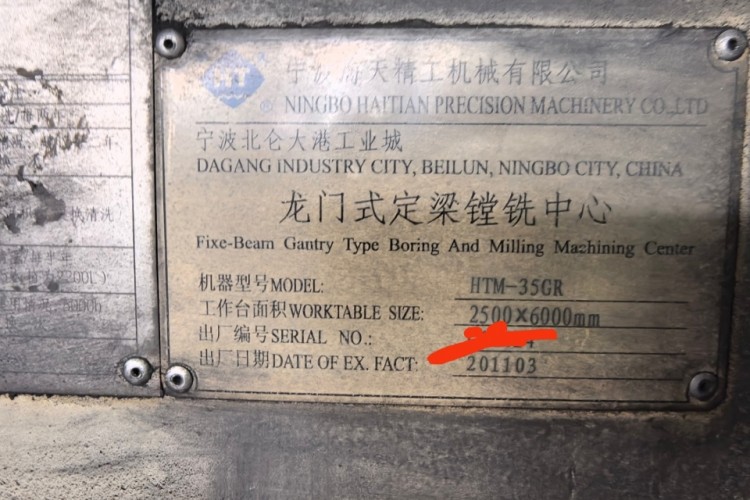 HT
宁波海天精工机械有限公司
® NINGBO HAITIAN PRECISION MACHINERY CO.,LTD
宁波北仑大港工业城
DAGANG INDUSTRY CITY, BEILUN, NINGBO CITY, CHINA
龙门式定梁镗铣中心
Fixe-Beam Gantry Type Boring And Milling Machining Center
机器型号MODEL: HTM-35GR
工作台面积WORKTABLE SIZE: 2500×6000mm
出厂编号SERIAL NO.:
出厂日期DATE OF EX. FACT: 201103
换清洗